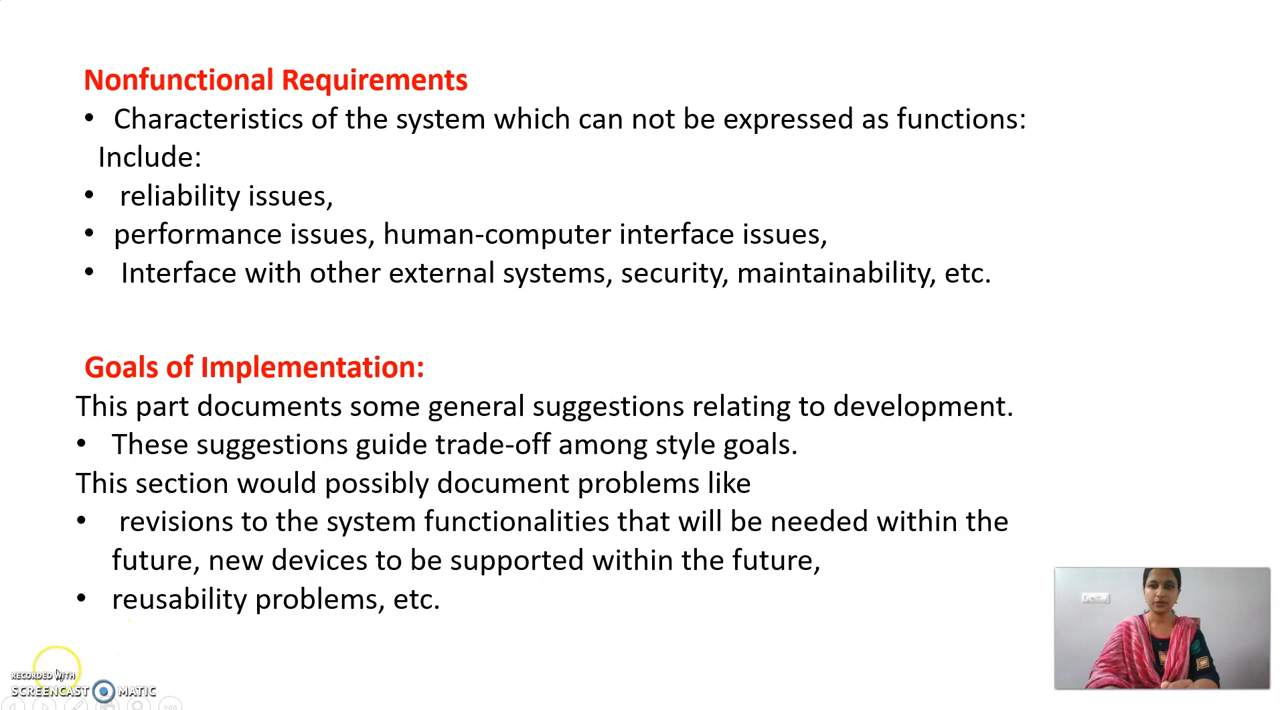 Nonfunctional Requirements
• Characteristics of the system which can not be expressed as functions:
Include:
• reliability issues,
• performance issues, human-computer interface issues,
• Interface with other external systems, security, maintainability, etc.
Goals of Implementation:
This part documents some general suggestions relating to development.
• These suggestions guide trade-off among style goals.
This section would possibly document problems like
• revisions to the system functionalities that will be needed within the
future, new devices to be supported within the future,
• reusability problems, etc.
RECORDED WITH
SCREENCAST MATIC